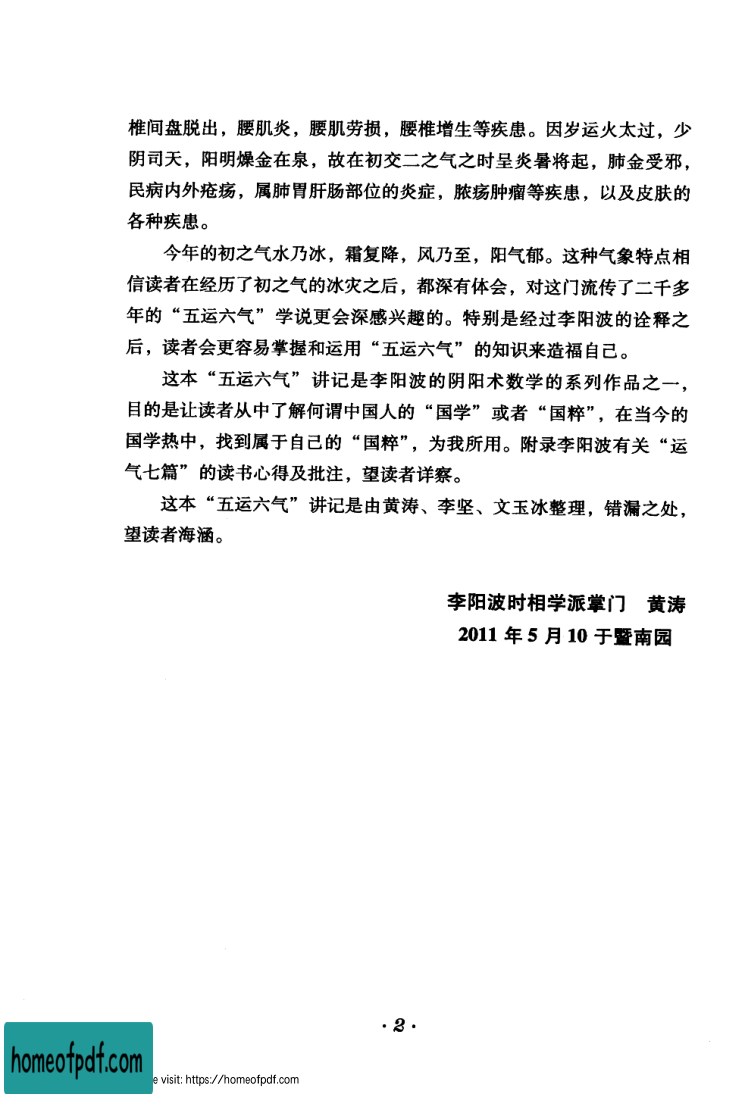 椎间盘脱出，腰肌炎，腰肌劳损，腰椎增生等疾患。因岁运火太过，少
阴司天，阳明燥金在泉，故在初交二之气之时呈炎暑将起，肺金受邪，
民病内外疮疡，属肺胃肝肠部位的炎症，脓疡肿瘤等疾患，以及皮肤的
各种疾患。
今年的初之气水乃冰，霜复降，风乃至，阳气郁。这种气象特点相
信读者在经历了初之气的冰灾之后，都深有体会，对这门流传了二千多
年的“五运六气”学说更会深感兴趣的。特别是经过李阳波的诠释之
后，读者会更容易掌握和运用“五运六气”的知识来造福自己。
这本“五运六气”讲记是李阳波的阴阳术数学的系列作品之一，
目的是让读者从中了解何谓中国人的“国学”或者“国粹”，在当今的
国学热中，找到属于自己的“国粹”，为我所用。附录李阳波有关“运
气七篇”的读书心得及批注，望读者详察。
这本“五运六气”讲记是由黄涛、李坚、文玉冰整理，错漏之处，
望读者海涵。
李阳波时相学派掌门　黄涛
2011 年 5 月 10 于暨南园
· 2 ·
homeofpdf.com
e visit: https://homeofpdf.com